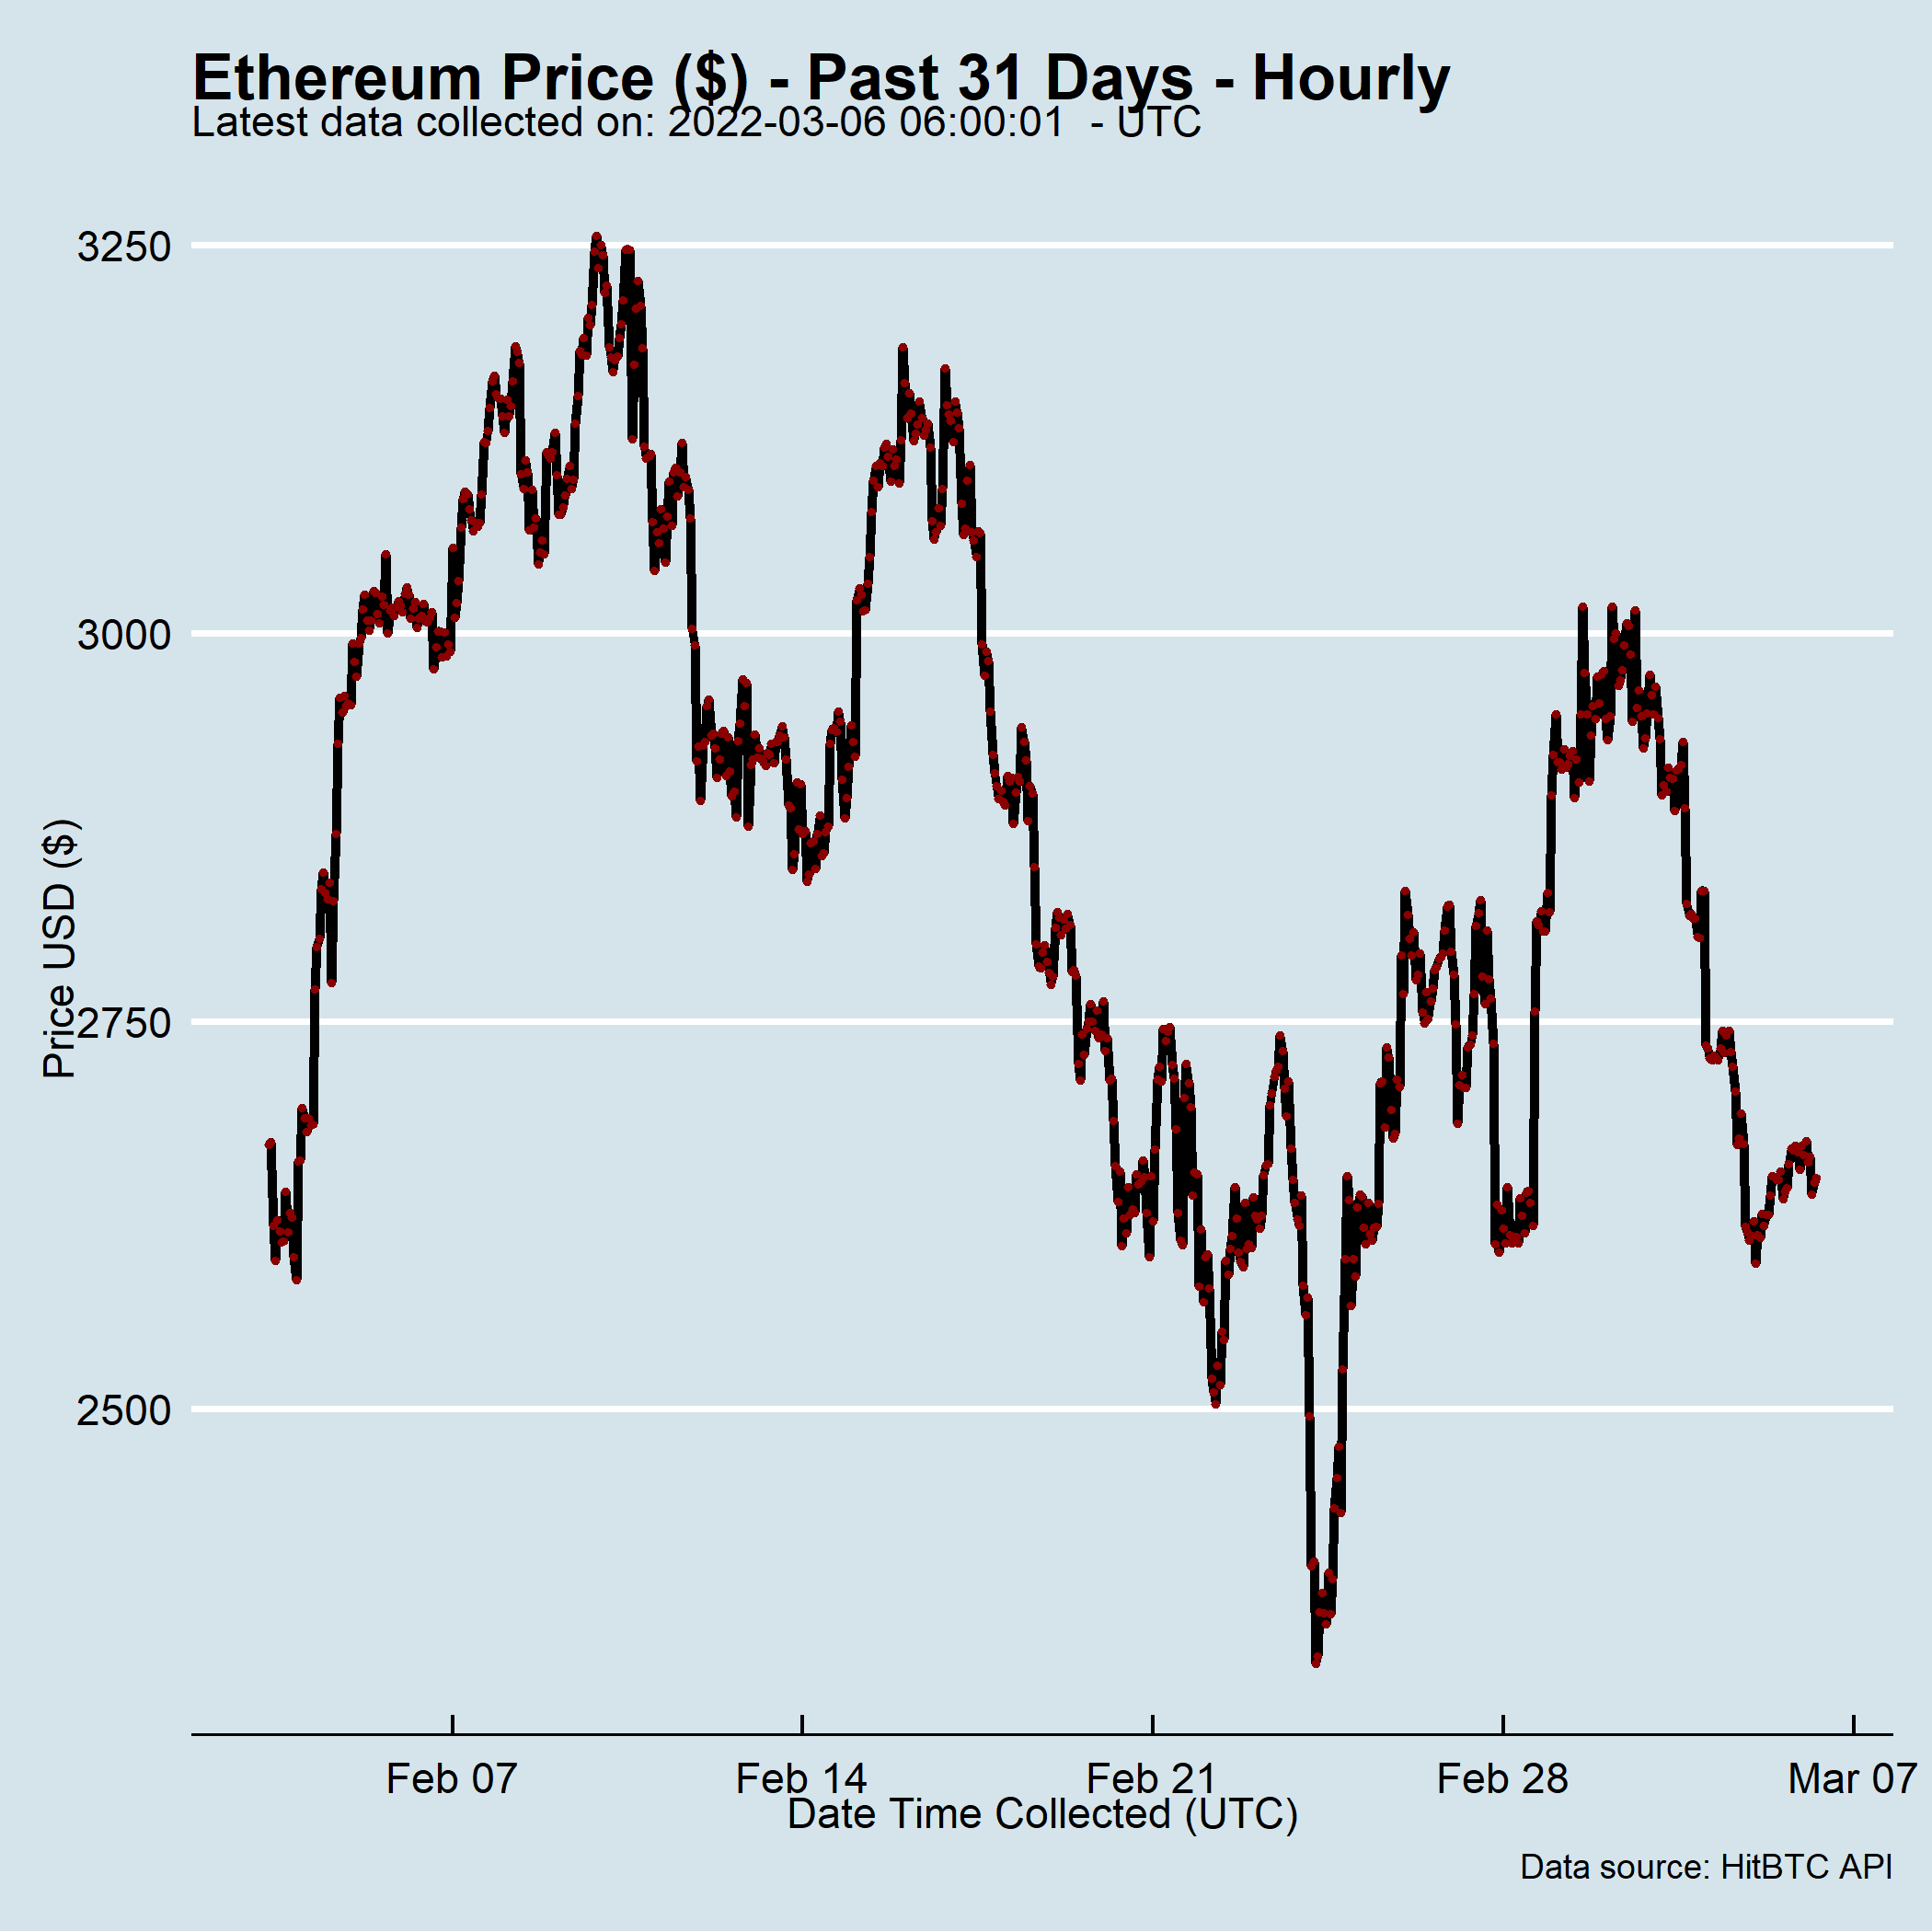 Ethereum Price ($) - Past 31 Days - Hourly
Latest data collected on: 2022-03-06 06:00:01  - UTC
3250
3000
2750
2500
Price USD ($)
Feb 07
Feb 14
Feb 21
Feb 28
Mar 07
Date Time Collected (UTC)
Data source: HitBTC API